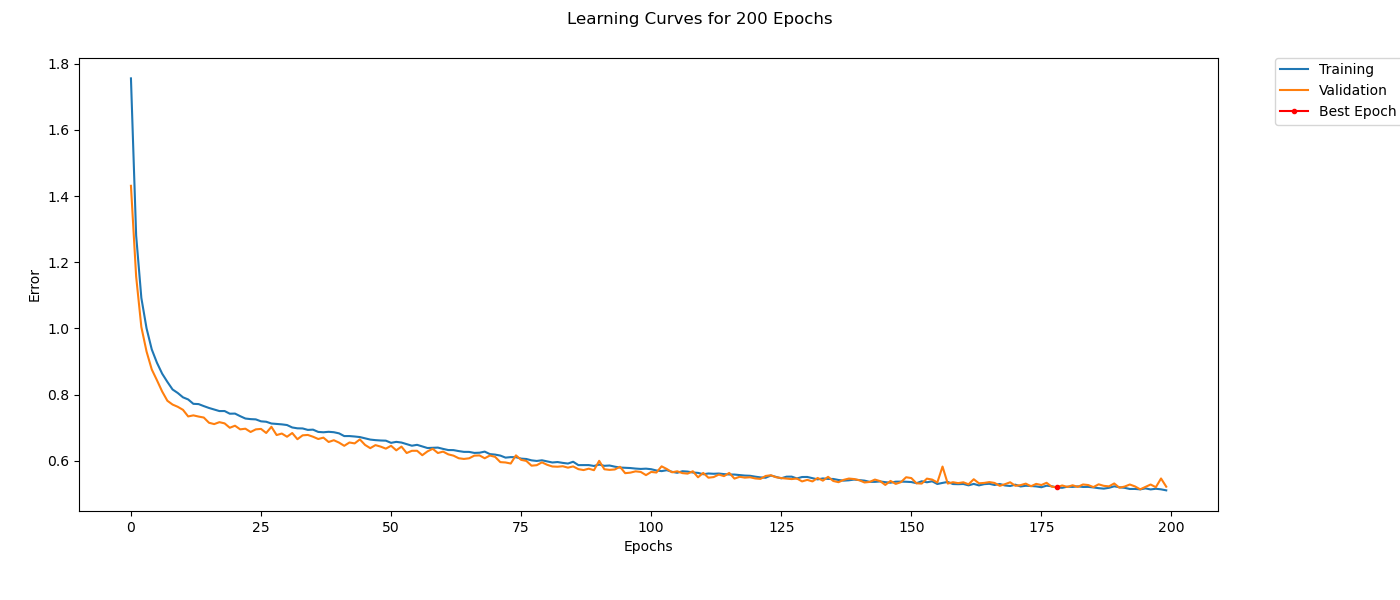 Learning Curves for 200 Epochs
1.8
1.6
1.4
1.2
1.0
0.8
0.6
Error
0 25 50 75 100 125 150 175 200
Epochs
Training
Validation
Best Epoch